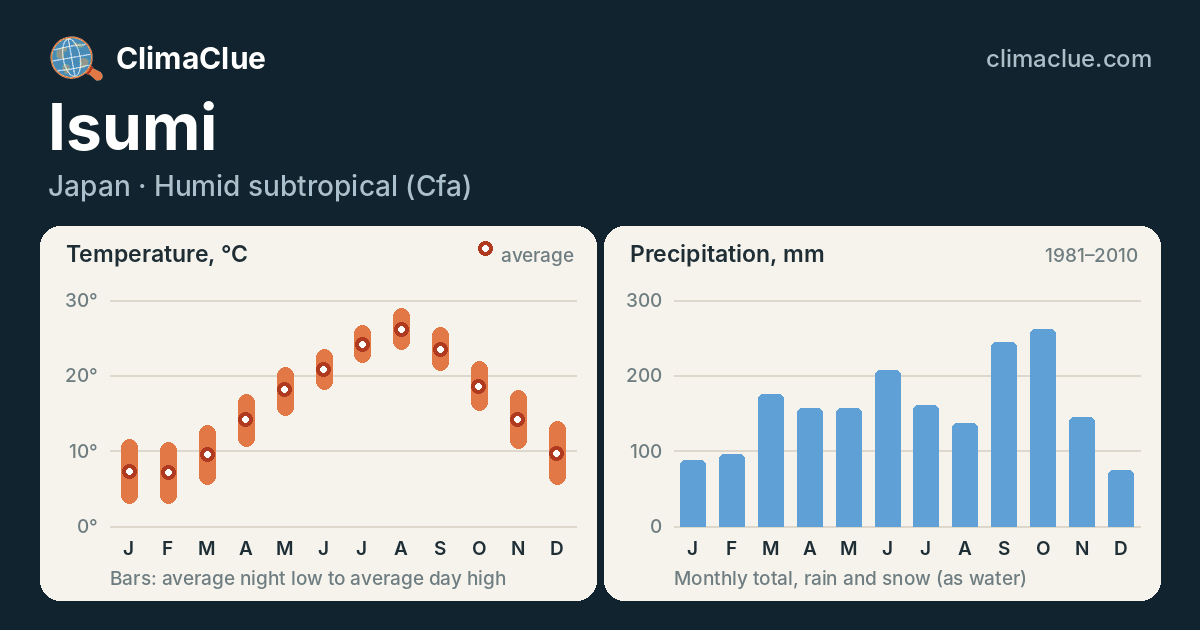 ClimaClue
climaclue.com
Isumi
Japan · Humid subtropical (Cfa)
Temperature, °C
average
30°
20°
10°
0°
J F M A M J J A S O N D
Bars: average night low to average day high
Precipitation, mm
1981–2010
300
200
100
0
J F M A M J J A S O N D
Monthly total, rain and snow (as water)